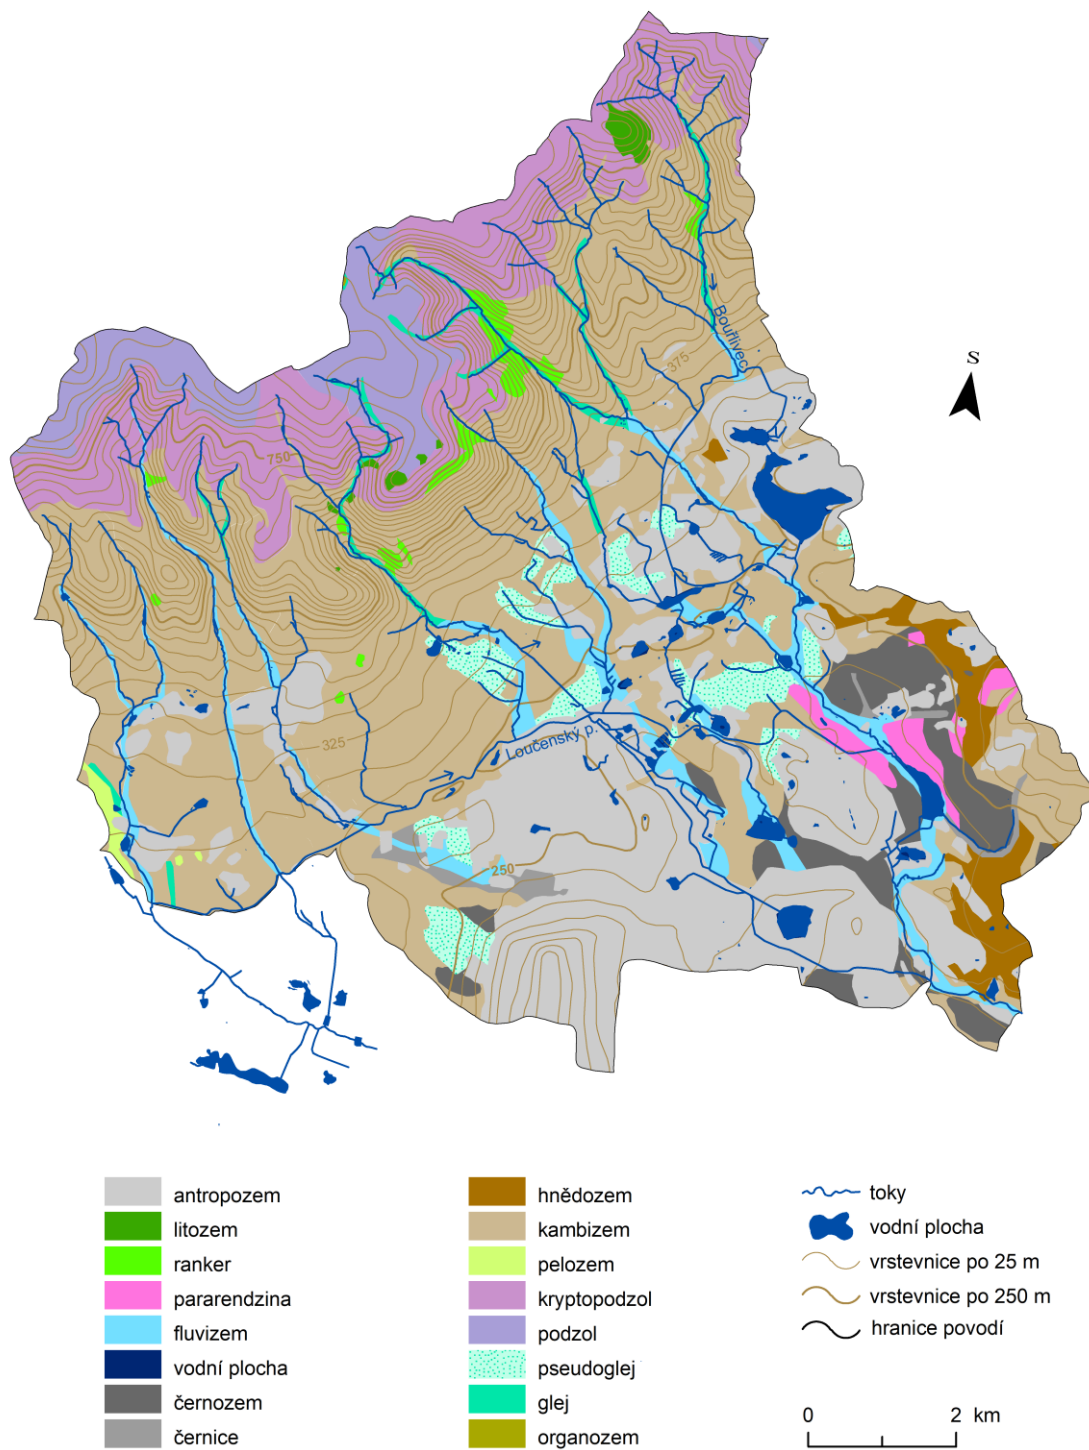 S
Bouřlivec
375
750
325
Loučenský p.
250
antropozem
litozem
ranker
pararendzina
fluvizem
vodní plocha
černozem
černice
hnědozem
kambizem
pelozem
kryptopodzol
podzol
pseudoglej
glej
organozem
toky
vodní plocha
vrstevnice po 25 m
vrstevnice po 250 m
hranice povodí
0 2 km